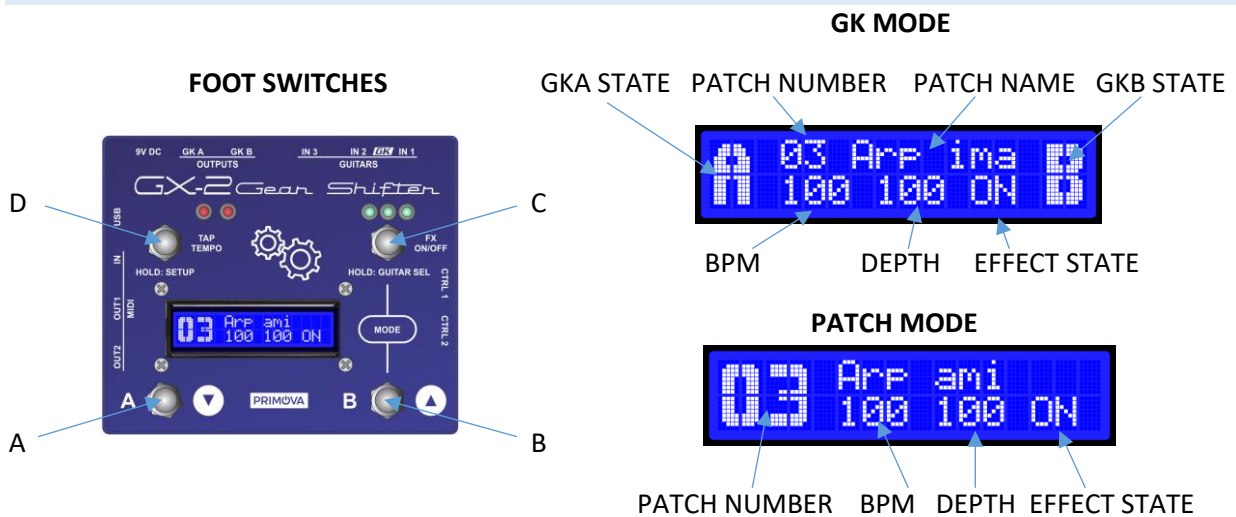 GK MODE
FOOT SWITCHES
GKA STATE PATCH NUMBER PATCH NAME GKB STATE
A 03 Arp ima B
100 100 ON
BPM DEPTH EFFECT STATE
PATCH MODE
03 Arp ami
100 100 ON
PATCH NUMBER BPM DEPTH EFFECT STATE
9V DC GK A GK B IN 3 IN 2 GK IN 1
OUTPUTS GUITARS
GX-2 Gear Shifter
D
C
USB
TAP
TEMPO
FX
ON/OFF
HOLD: SETUP HOLD: GUITAR SEL
IN
OUT1
MIDI
OUT2
CTRL 1
CTRL 2
03 Arp ami
100 100 ON
MODE
A PRIMOVA B
A
B